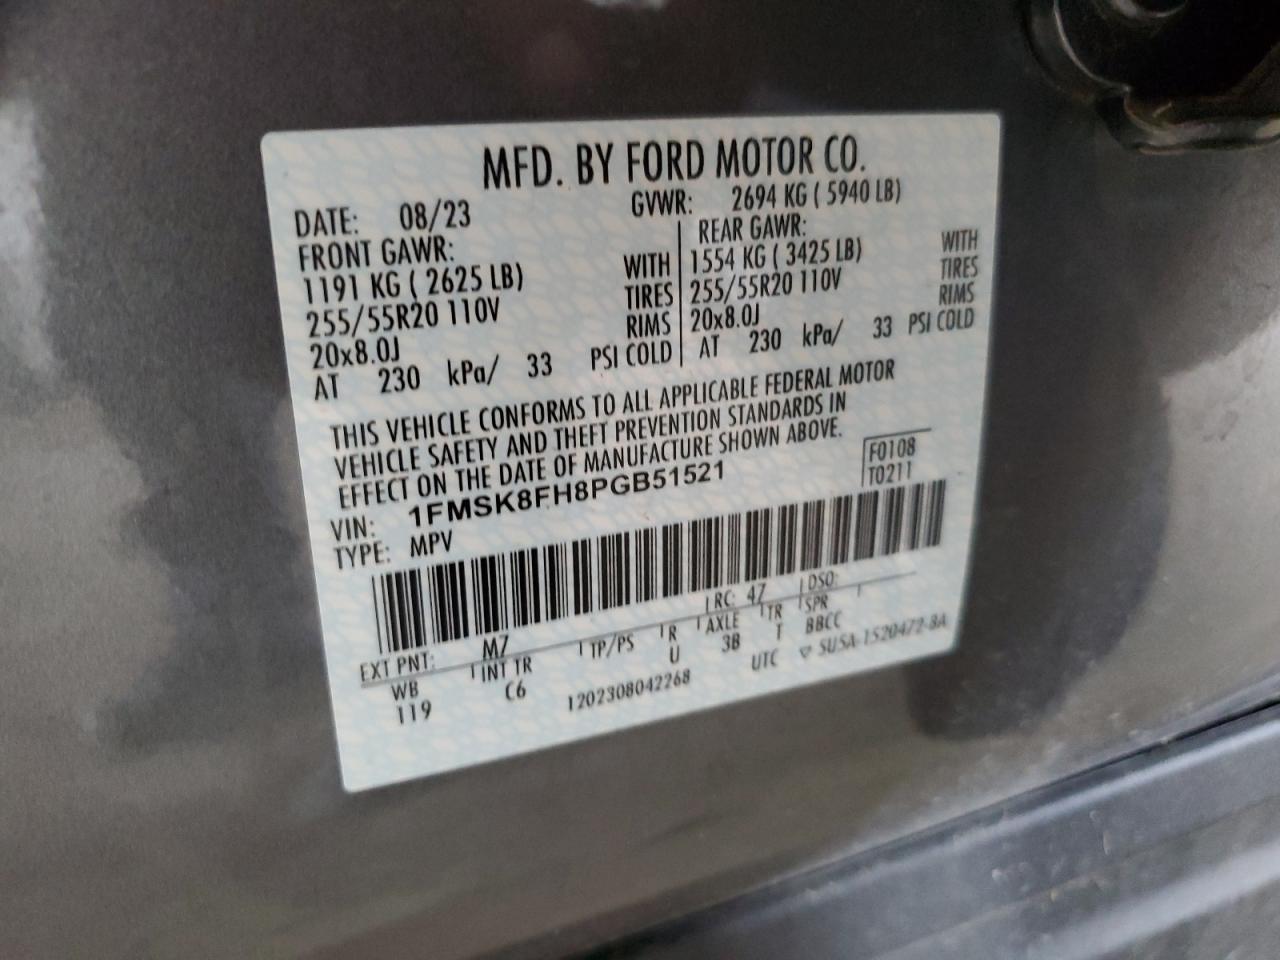 MFD. BY FORD MOTOR CO.
DATE: 08/23 GVWR: 2694 KG ( 5940 LB)
FRONT GAWR: REAR GAWR:
1191 KG ( 2625 LB) WITH 1554 KG ( 3425 LB) WITH
255/55R20 110V TIRES 255/55R20 110V TIRES
20x8.0J RIMS 20x8.0J RIMS
AT 230 kPa/ 33 PSI COLD AT 230 kPa/ 33 PSI COLD
THIS VEHICLE CONFORMS TO ALL APPLICABLE FEDERAL MOTOR
VEHICLE SAFETY AND THEFT PREVENTION STANDARDS IN
EFFECT ON THE DATE OF MANUFACTURE SHOWN ABOVE.
F0108
T0211
VIN: 1FMSK8FH8PGB51521
TYPE: MPV
EXT PNT: M7 RC: 47 DSO:
WB INT TR TP/PS R AXLE TR SPR
119 C6 U 3B T BBCC
1202308042268 UTC ▽ SUSA-1520472-BA